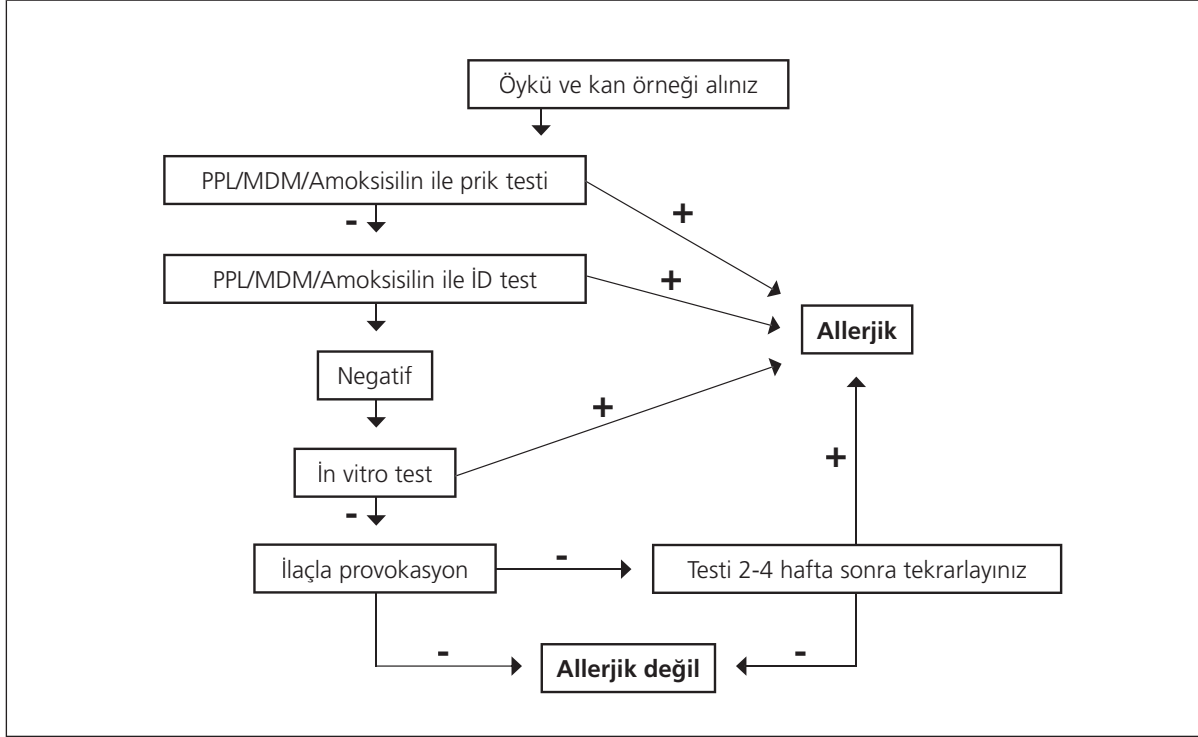 Öykü ve kan örneği alınız
PPL/MDM/Amoksisilin ile prik testi
+
-
PPL/MDM/Amoksisilin ile İD test
+
Allerjik
Negatif
+
İn vitro test
+
-
İlaçla provokasyon
-
Testi 2-4 hafta sonra tekrarlayınız
-
Allerjik değil
-